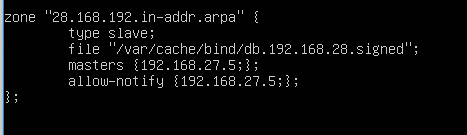 zone "28.168.192.in-addr.arpa" {
        type slave;
        file "/var/cache/bind/db.192.168.28.signed";
        masters {192.168.27.5;};
        allow-notify {192.168.27.5;};
};